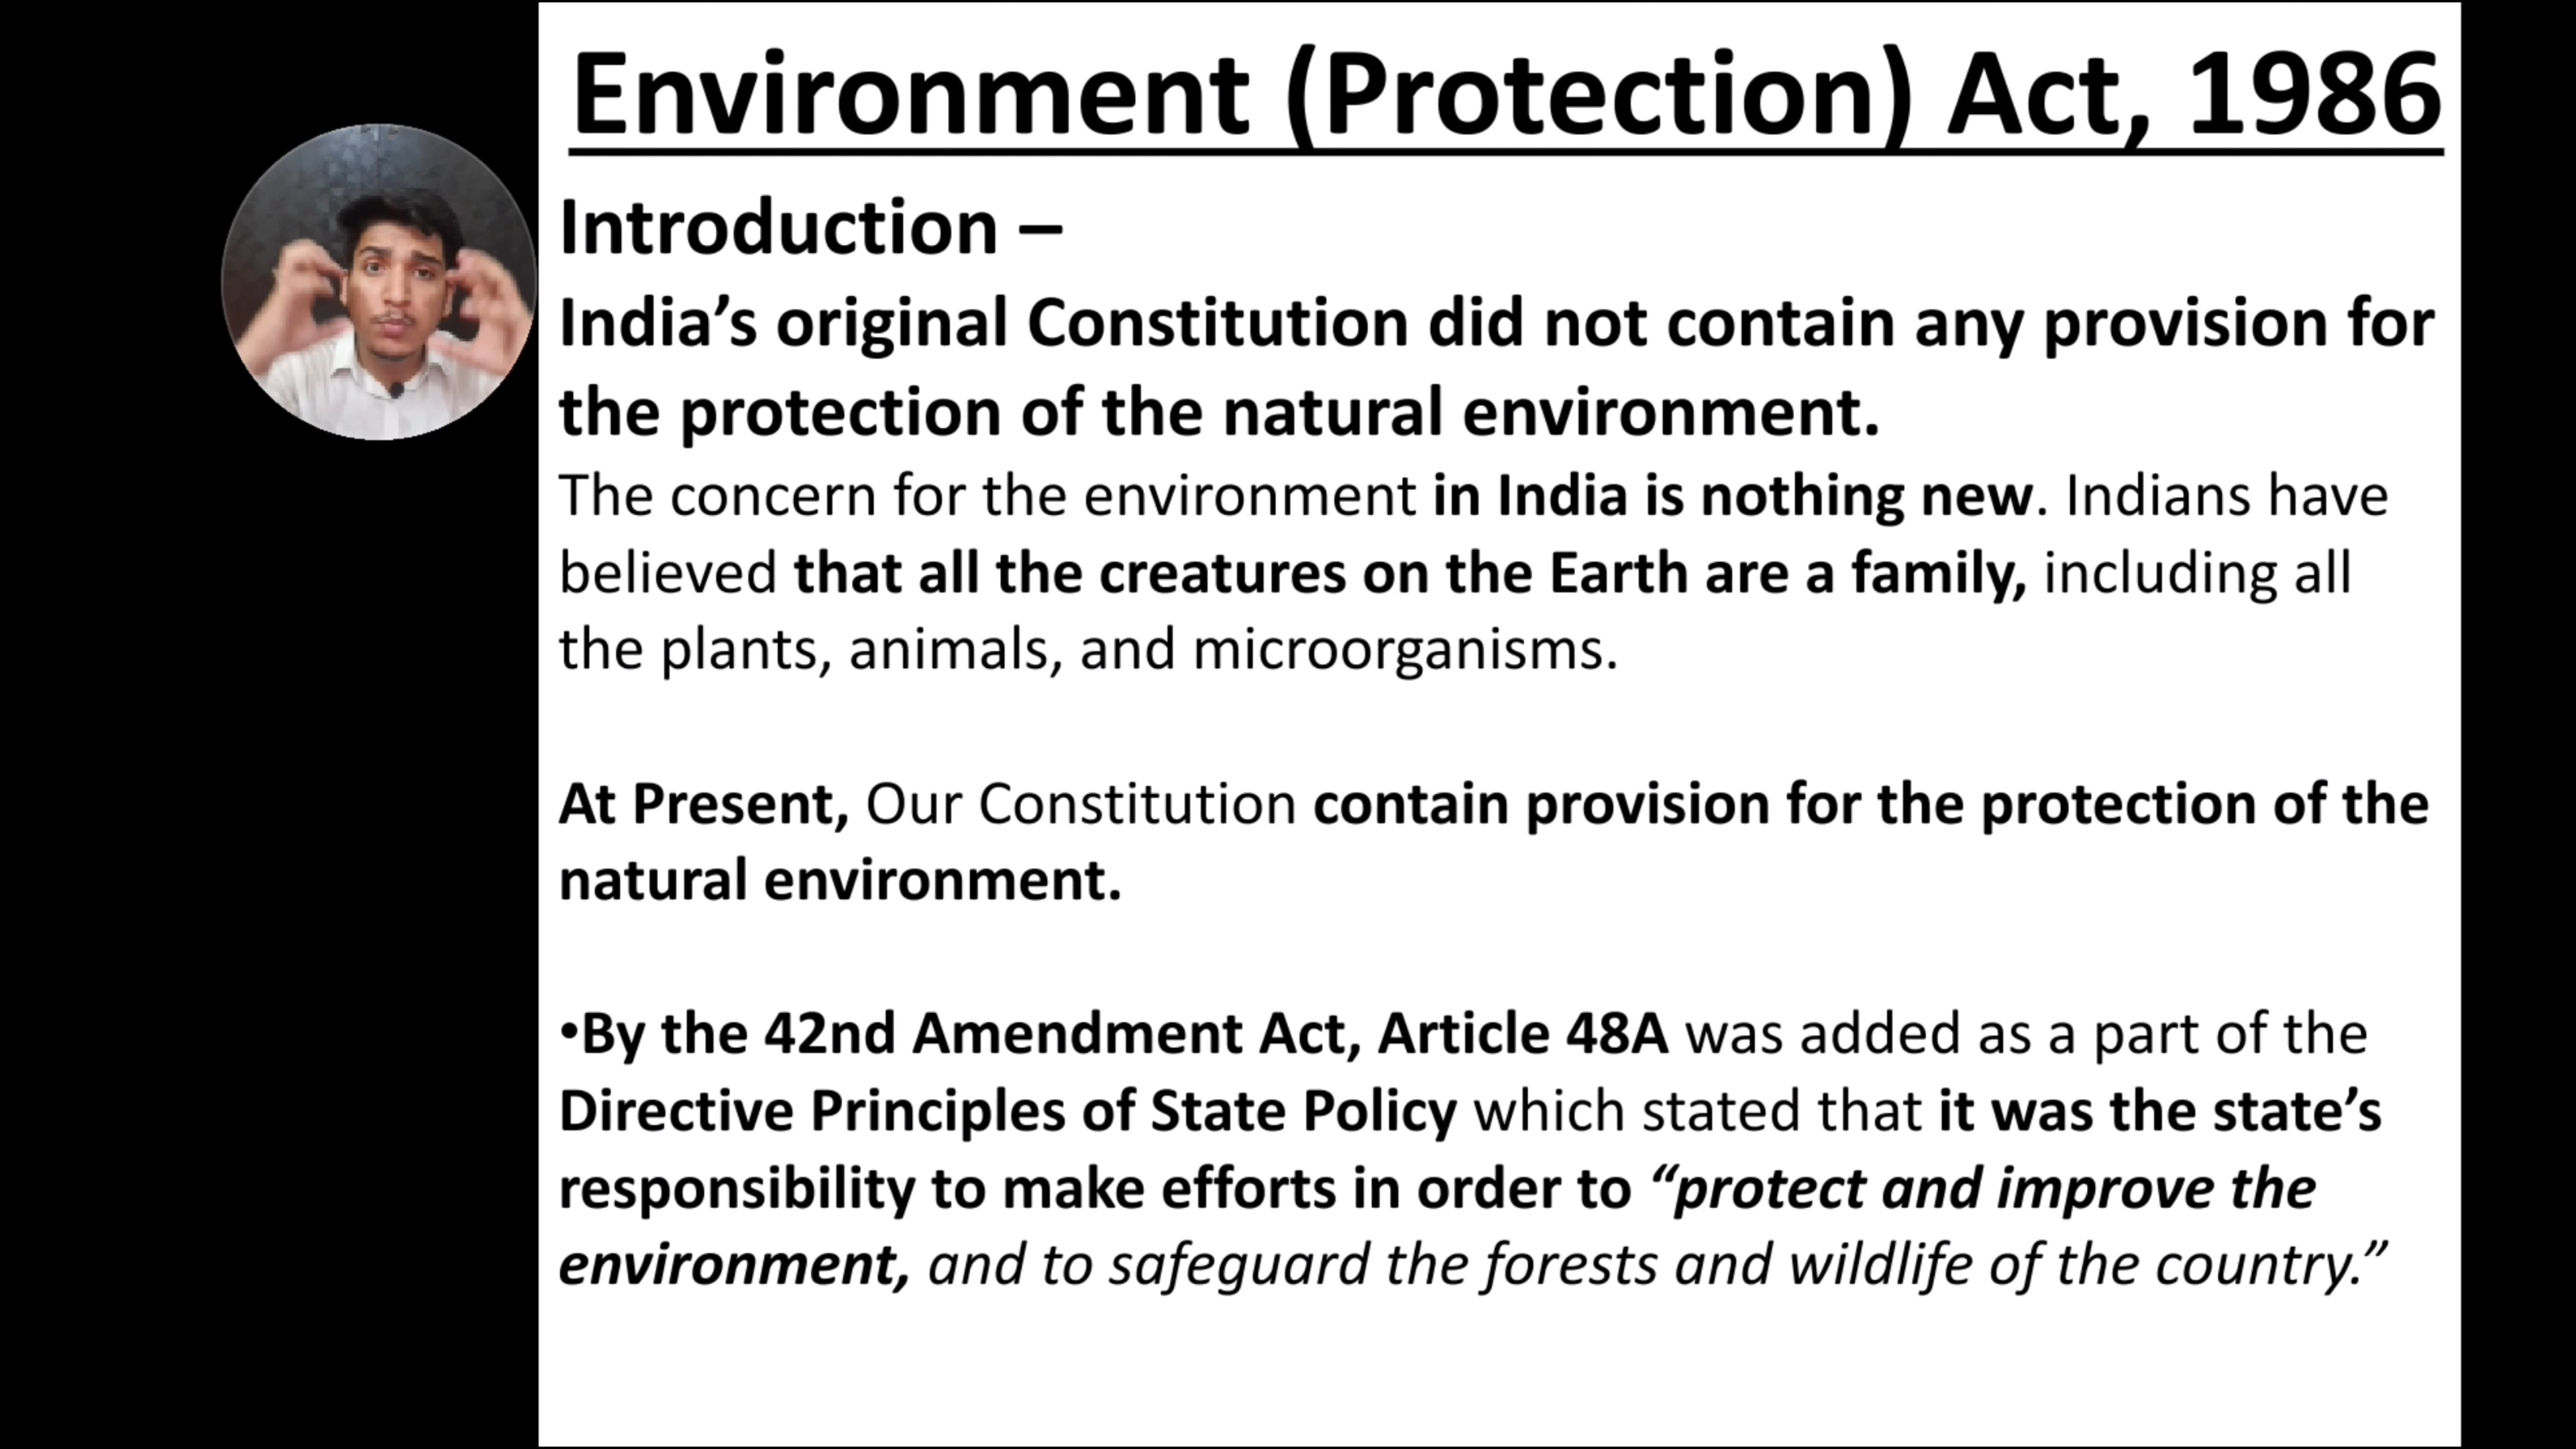 Environment (Protection) Act, 1986
Introduction –
India’s original Constitution did not contain any provision for
the protection of the natural environment.
The concern for the environment in India is nothing new. Indians have
believed that all the creatures on the Earth are a family, including all
the plants, animals, and microorganisms.
At Present, Our Constitution contain provision for the protection of the
natural environment.
•By the 42nd Amendment Act, Article 48A was added as a part of the
Directive Principles of State Policy which stated that it was the state’s
responsibility to make efforts in order to “protect and improve the
environment, and to safeguard the forests and wildlife of the country.”